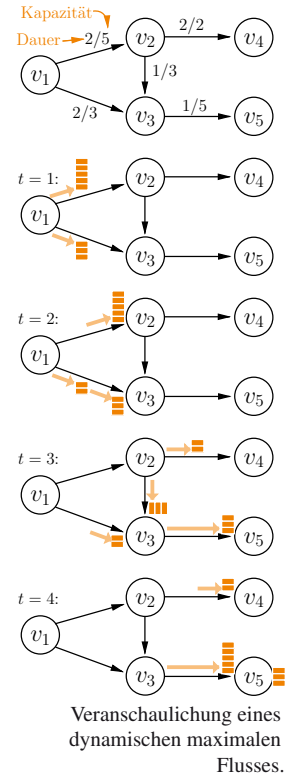 Kapazität
Dauer 2/5 v2 2/2 v4
v1 1/3
2/3 v3 1/5 v5
t = 1:
v1 v2 v4
v3 v5
t = 2:
v1 v2 v4
v3 v5
t = 3:
v1 v2 v4
v3 v5
t = 4:
v1 v2 v4
v3 v5
Veranschaulichung eines
dynamischen maximalen
Flusses.